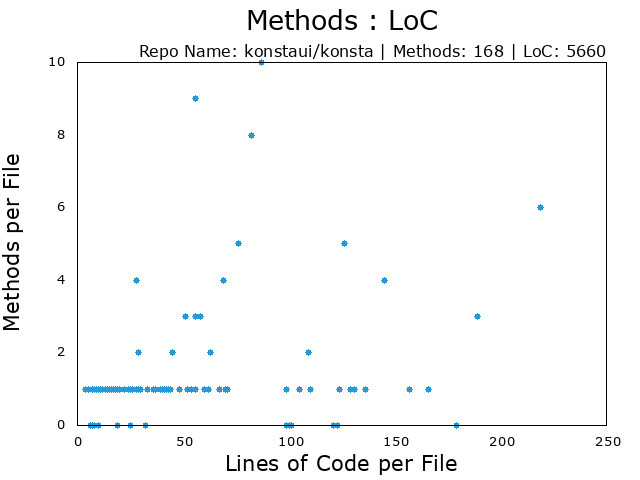 Methods : LoC
Repo Name: konstaui/konsta | Methods: 168 | LoC: 5660
10
8
6
4
2
0
Methods per File
0 50 100 150 200 250
Lines of Code per File